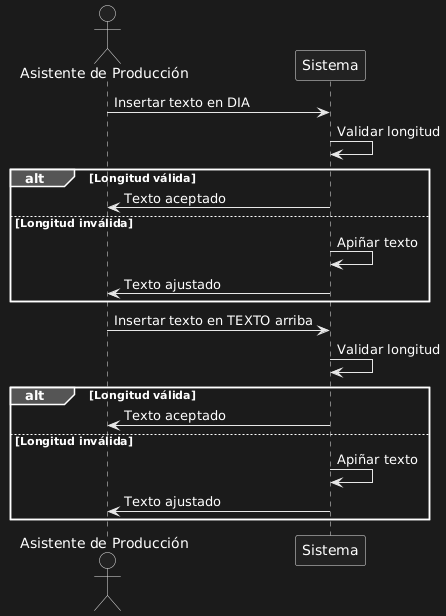 Asistente de Producción
Sistema
Insertar texto en DIA
Validar longitud
alt [Longitud válida]
Texto aceptado
[Longitud inválida]
Apiñar texto
Texto ajustado
Insertar texto en TEXTO arriba
Validar longitud
alt [Longitud válida]
Texto aceptado
[Longitud inválida]
Apiñar texto
Texto ajustado
Asistente de Producción
Sistema